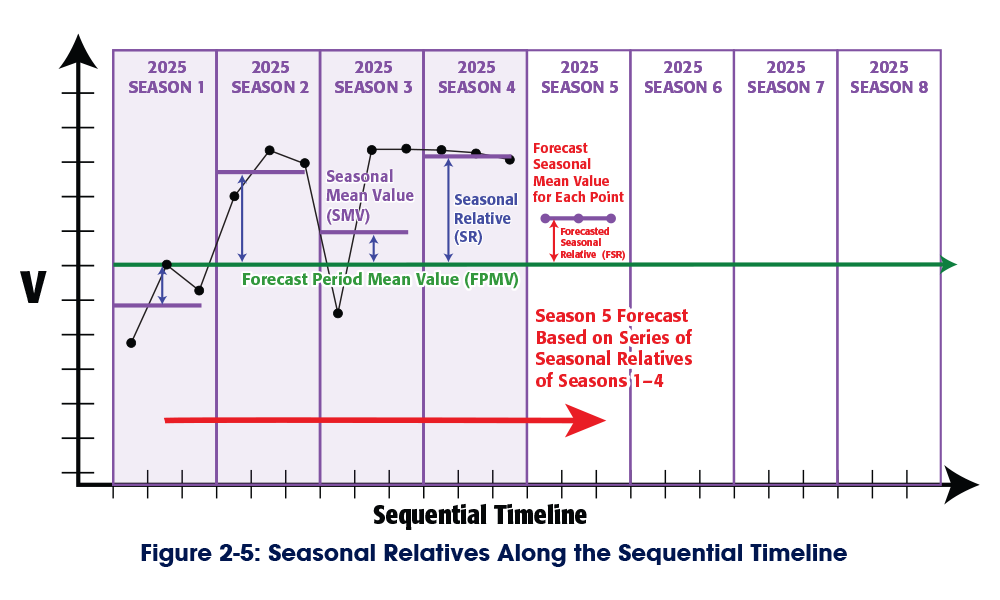 2025
SEASON 1
2025
SEASON 2
2025
SEASON 3
2025
SEASON 4
2025
SEASON 5
2025
SEASON 6
2025
SEASON 7
2025
SEASON 8
Seasonal
Mean Value
(SMV)
Seasonal
Relative
(SR)
Forecast
Seasonal
Mean Value
for Each Point
Forecasted
Seasonal
Relative (FSR)
V
Forecast Period Mean Value (FPMV)
Season 5 Forecast
Based on Series of
Seasonal Relatives
of Seasons 1–4
Sequential Timeline
Figure 2-5: Seasonal Relatives Along the Sequential Timeline